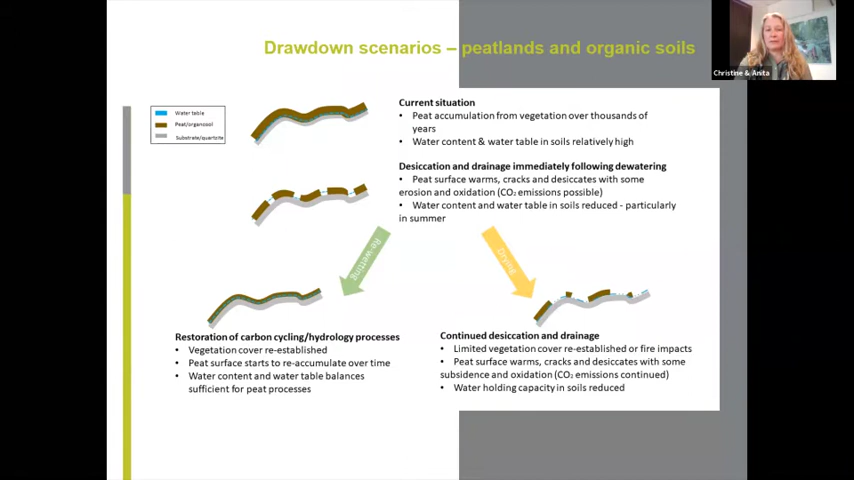 Drawdown scenarios – peatlands and organic soils
Christine & Anita
Water table
Peat/organosol
Substrate/quartzite
Current situation
• Peat accumulation from vegetation over thousands of
years
• Water content & water table in soils relatively high
Desiccation and drainage immediately following dewatering
• Peat surface warms, cracks and desiccates with some
erosion and oxidation (CO₂ emissions possible)
• Water content and water table in soils reduced - particularly
in summer
Re-wetting
Drying
Restoration of carbon cycling/hydrology processes
• Vegetation cover re-established
• Peat surface starts to re-accumulate over time
• Water content and water table balances
sufficient for peat processes
Continued desiccation and drainage
• Limited vegetation cover re-established or fire impacts
• Peat surface warms, cracks and desiccates with some
subsidence and oxidation (CO₂ emissions continued)
• Water holding capacity in soils reduced